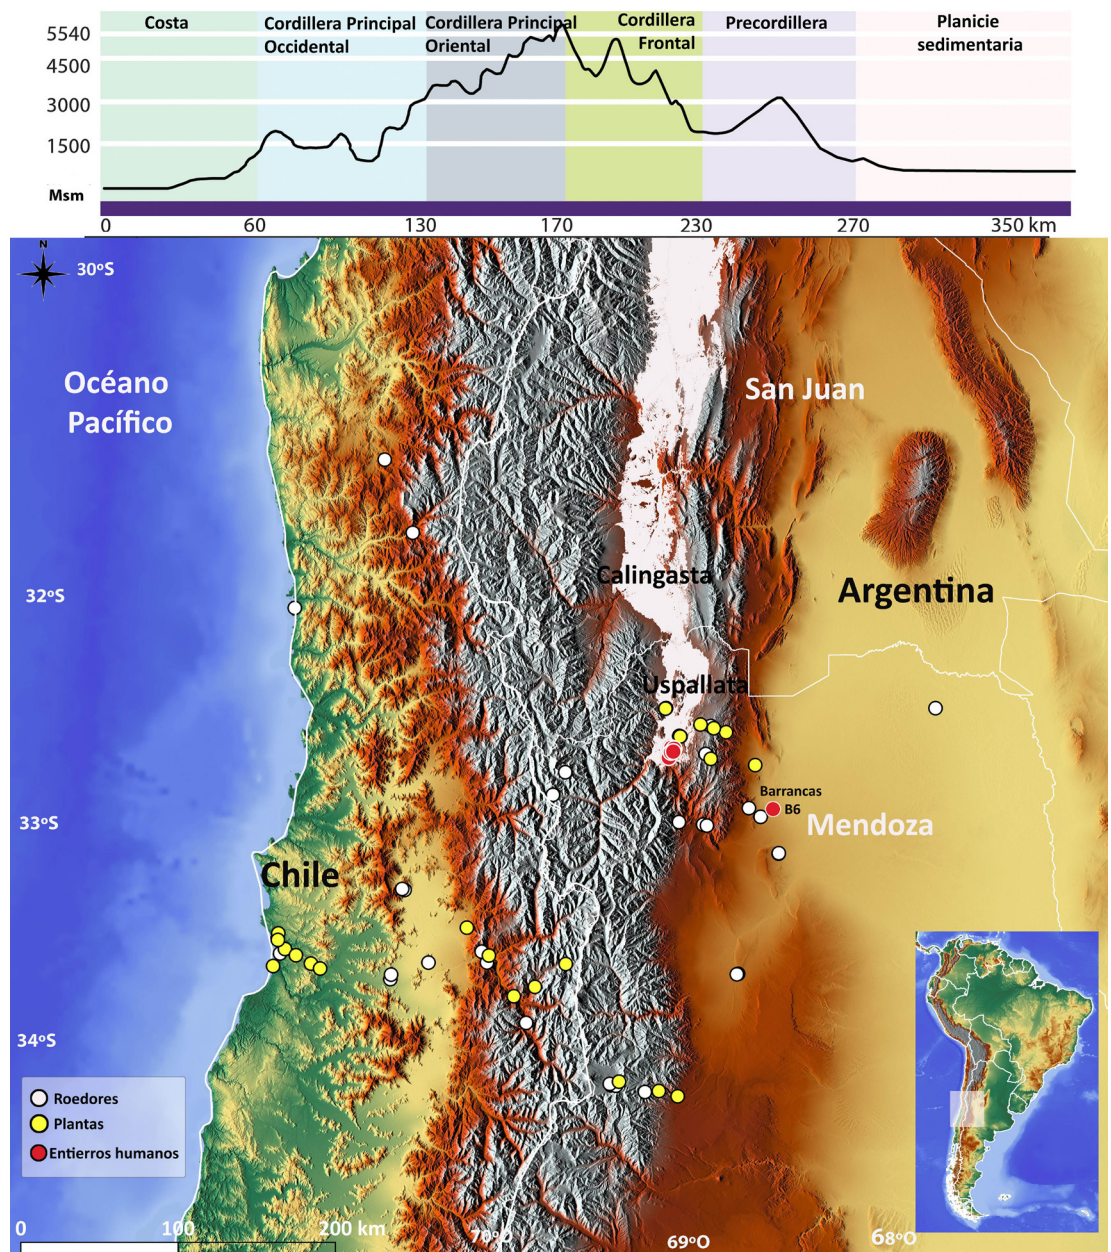 Costa
Cordillera Principal
Occidental
Cordillera Principal
Oriental
Cordillera
Frontal
Precordillera
Planicie
sedimentaria
5540
4500
3000
1500
Msm
0 60 130 170 230 270 350 km
N
30ºS
Océano
Pacífico
San Juan
Calingasta
Argentina
32ºS
Uspallata
Barrancas
B6
33ºS
Mendoza
Chile
34ºS
Roedores
Plantas
Entierros humanos
0 100 200 km
70ºO
69ºO
68ºO